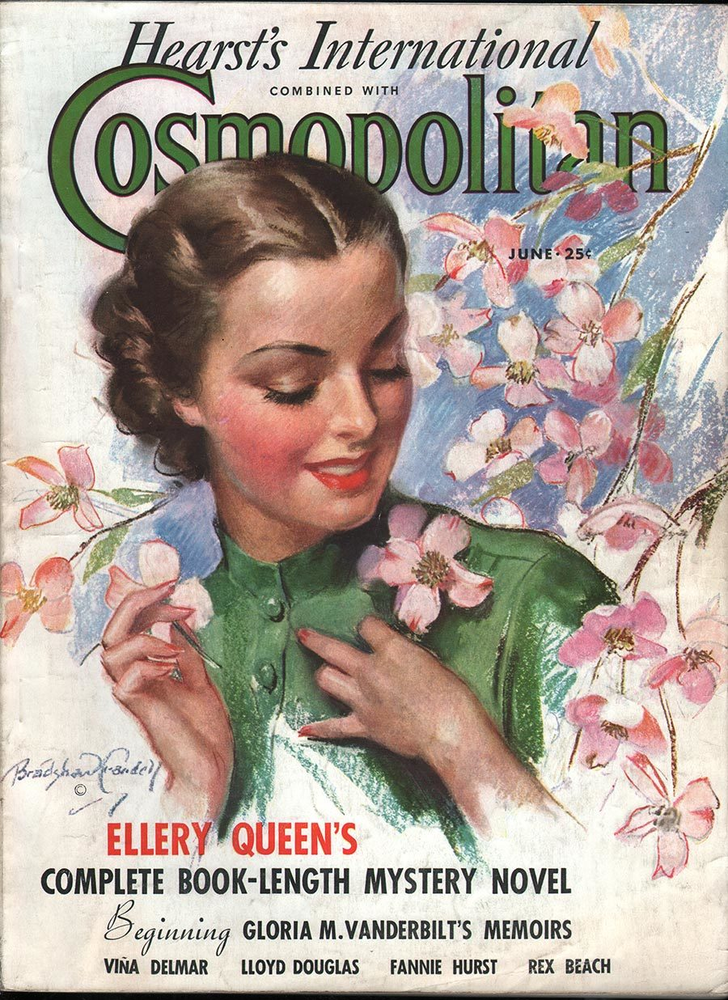 Hearst's International
COMBINED WITH
Cosmopolitan
JUNE · 25¢
Bradshaw Crandell
©
ELLERY QUEEN'S
COMPLETE BOOK-LENGTH MYSTERY NOVEL
Beginning GLORIA M. VANDERBILT'S MEMOIRS
VIÑA DELMAR LLOYD DOUGLAS FANNIE HURST REX BEACH